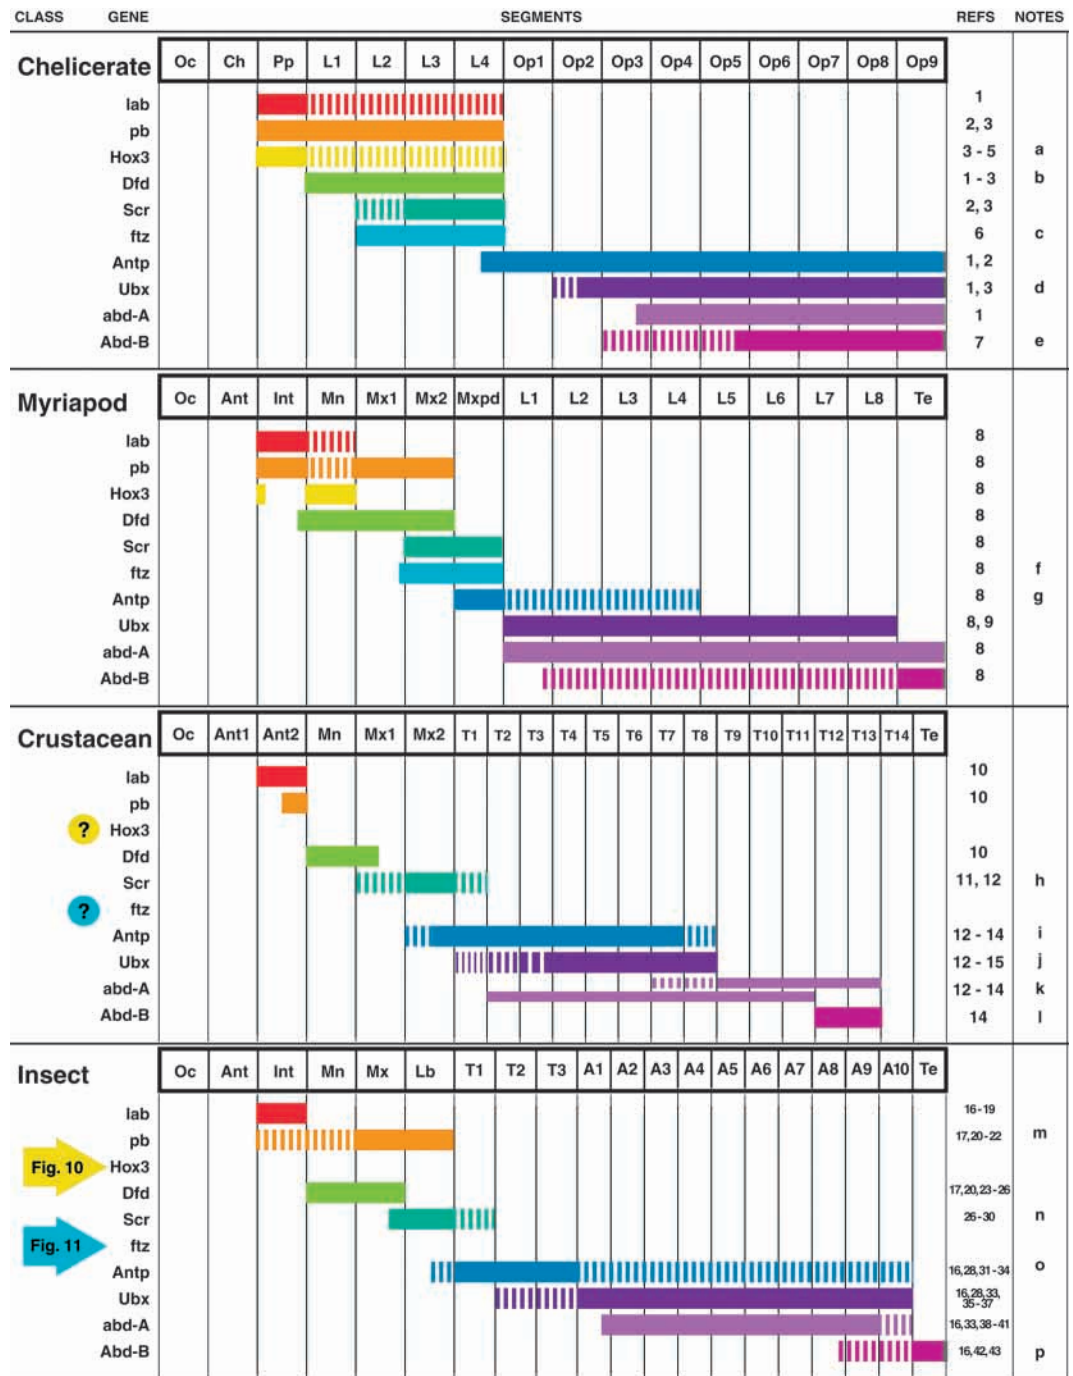 CLASS GENE SEGMENTS REFS NOTES
Chelicerate Oc Ch Pp L1 L2 L3 L4 Op1 Op2 Op3 Op4 Op5 Op6 Op7 Op8 Op9
lab 1
pb 2, 3
Hox3 3 - 5 a
Dfd 1 - 3 b
Scr 2, 3
ftz 6 c
Antp 1, 2
Ubx 1, 3 d
abd-A 1
Abd-B 7 e
Myriapod Oc Ant Int Mn Mx1 Mx2 Mxpd L1 L2 L3 L4 L5 L6 L7 L8 Te
lab 8
pb 8
Hox3 8
Dfd 8
Scr 8
ftz 8 f
Antp 8 g
Ubx 8, 9
abd-A 8
Abd-B 8
Crustacean Oc Ant1 Ant2 Mn Mx1 Mx2 T1 T2 T3 T4 T5 T6 T7 T8 T9 T10 T11 T12 T13 T14 Te
lab 10
pb 10
? Hox3
Dfd 10
Scr 11, 12 h
? ftz
Antp 12 - 14 i
Ubx 12 - 15 j
abd-A 12 - 14 k
Abd-B 14 l
Insect Oc Ant Int Mn Mx Lb T1 T2 T3 A1 A2 A3 A4 A5 A6 A7 A8 A9 A10 Te
lab 16-19
pb 17,20-22 m
Fig. 10 Hox3
Dfd 17,20,23-26
Scr 26-30 n
Fig. 11 ftz
Antp 16,28,31-34 o
Ubx 16,28,33,
35-37
abd-A 16,33,38-41
Abd-B 16,42,43 p